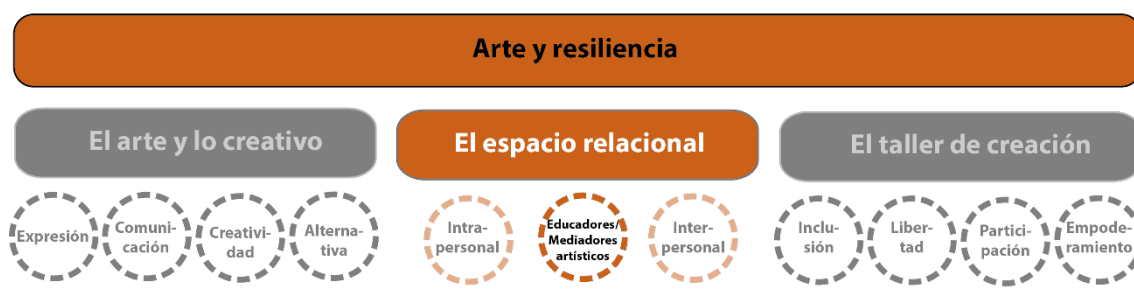 Arte y resiliencia
El arte y lo creativo
El espacio relacional
El taller de creación
Expresión
Comuni-
cación
Creativi-
dad
Alterna-
tiva
Intra-
personal
Educadores/
Mediadores
artísticos
Inter-
personal
Inclu-
sión
Liber-
tad
Partici-
pación
Empode-
ramiento